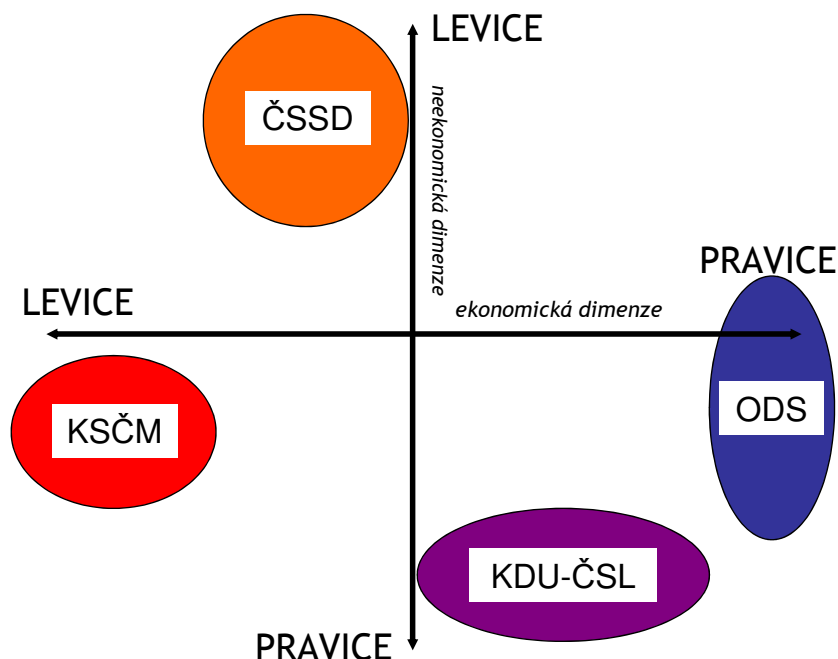 LEVICE
ČSSD
neekonomická dimenze
PRAVICE
LEVICE
ekonomická dimenze
ODS
KSČM
KDU-ČSL
PRAVICE